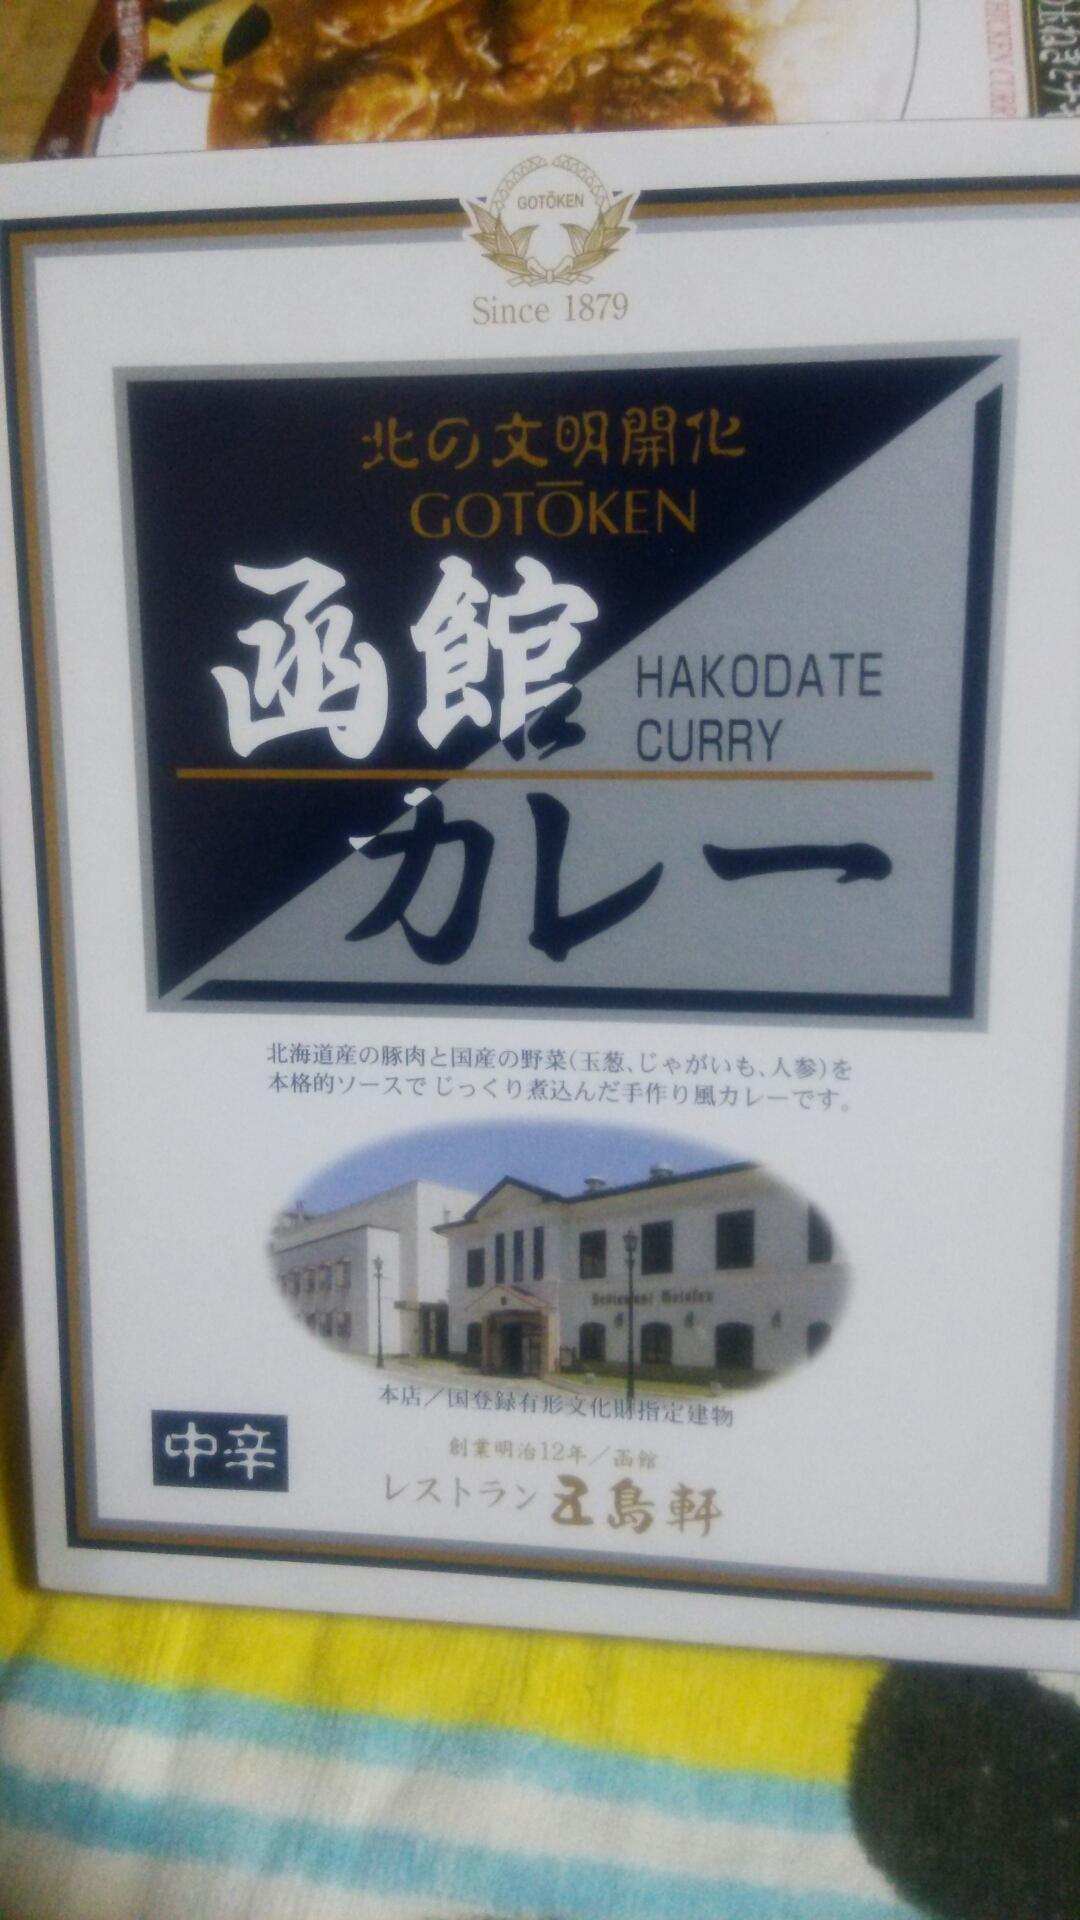 CHICKEN CURR
GOTŌKEN
Since 1879
北の文明開化
GOTŌKEN
函館
HAKODATE
CURRY
カレー
北海道産の豚肉と国産の野菜(玉葱、じゃがいも、人参)を
本格的ソースでじっくり煮込んだ手作り風カレーです。
Restaurant Gotoken
本店／国登録有形文化財指定建物
中辛
創業明治12年／函館
レストラン五島軒